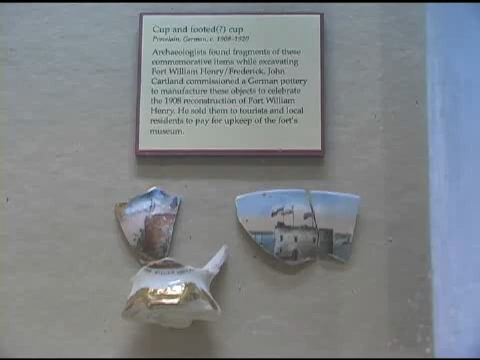 Cup and footed(?) cup
Porcelain, German, c. 1908-1920
Archaeologists found fragments of these
commemorative items while excavating
Fort William Henry/Frederick. John
Cartland commissioned a German pottery
to manufacture these objects to celebrate
the 1908 reconstruction of Fort William
Henry. He sold them to tourists and local
residents to pay for upkeep of the fort's
museum.